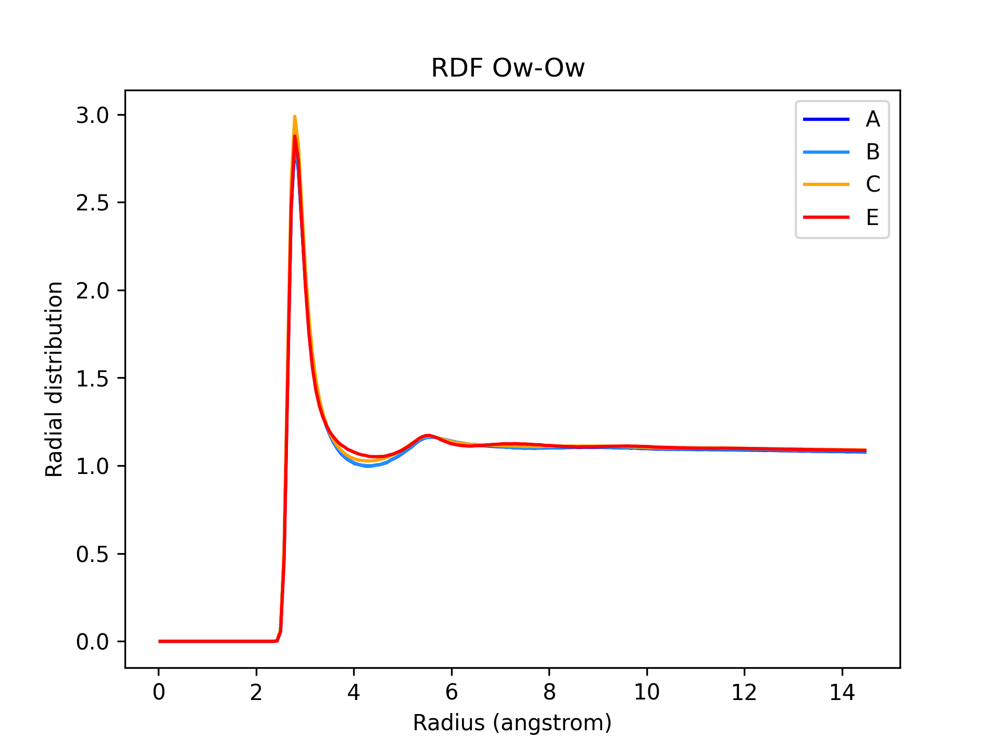 RDF Ow-Ow
3.0
2.5
2.0
1.5
1.0
0.5
0.0
Radial distribution
0 2 4 6 8 10 12 14
Radius (angstrom)
A
B
C
E